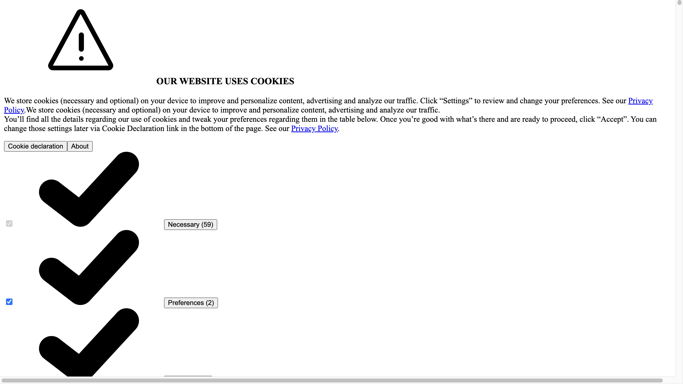 OUR WEBSITE USES COOKIES
We store cookies (necessary and optional) on your device to improve and personalize content, advertising and analyze our traffic. Click “Settings” to review and change your preferences. See our Privacy
Policy.We store cookies (necessary and optional) on your device to improve and personalize content, advertising and analyze our traffic.
You’ll find all the details regarding our use of cookies and tweak your preferences regarding them in the table below. Once you’re good with what’s there and are ready to proceed, click “Accept”. You can
change those settings later via Cookie Declaration link in the bottom of the page. See our Privacy Policy.
Cookie declaration About
Necessary (59)
Preferences (2)